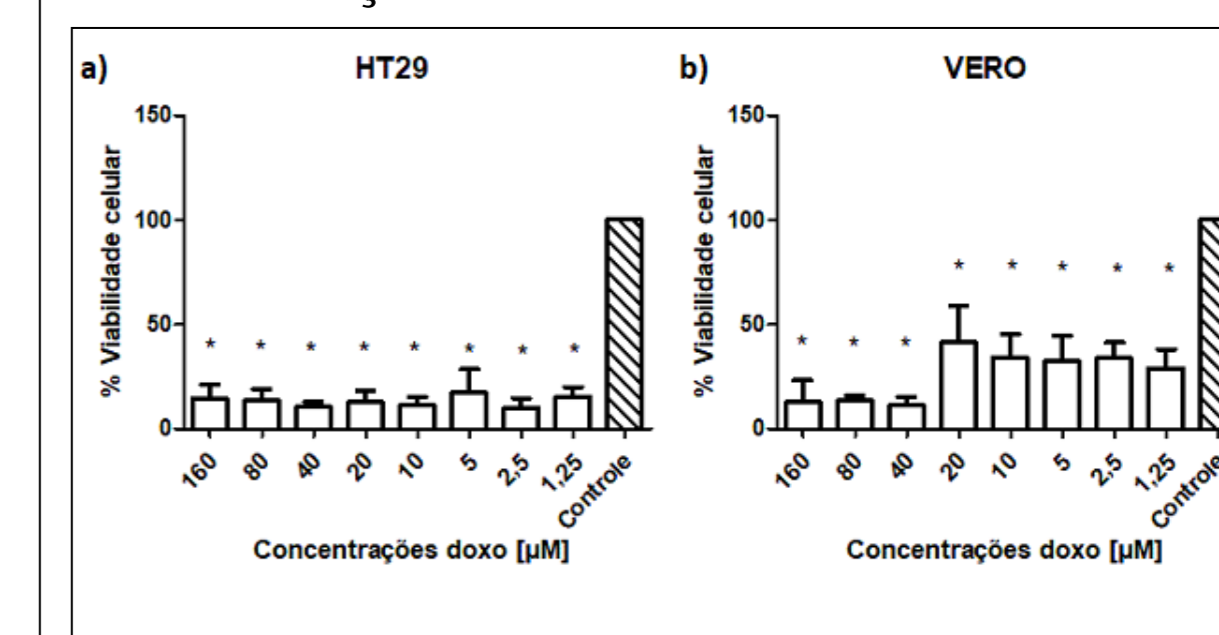 a)
HT29
150
100
50
0
% Viabilidade celular
* * * * * * * *
160 80 40 20 10 5 2,5 1,25 Controle
Concentrações doxo [µM]
b)
VERO
150
100
50
0
% Viabilidade celular
* * * * * * * *
160 80 40 20 10 5 2,5 1,25 Controle
Concentrações doxo [µM]